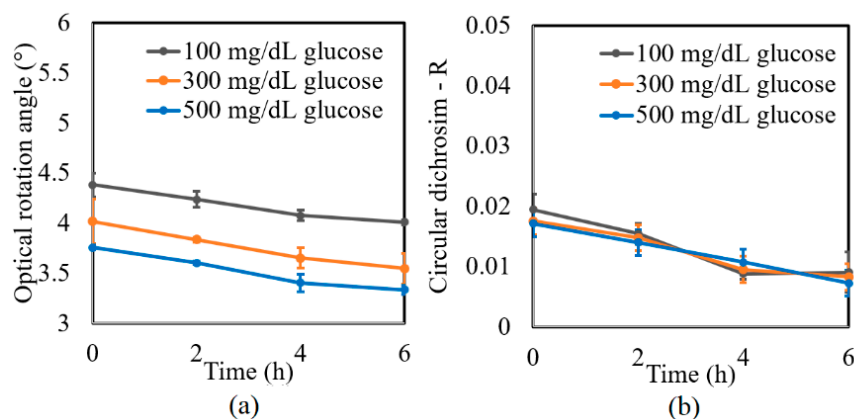 6
5.5
5
4.5
4
3.5
3
Optical rotation angle (°)
100 mg/dL glucose
300 mg/dL glucose
500 mg/dL glucose
0 2 4 6
Time (h)
(a)
0.05
0.04
0.03
0.02
0.01
0
Circular dichrosim - R
100 mg/dL glucose
300 mg/dL glucose
500 mg/dL glucose
0 2 4 6
Time (h)
(b)